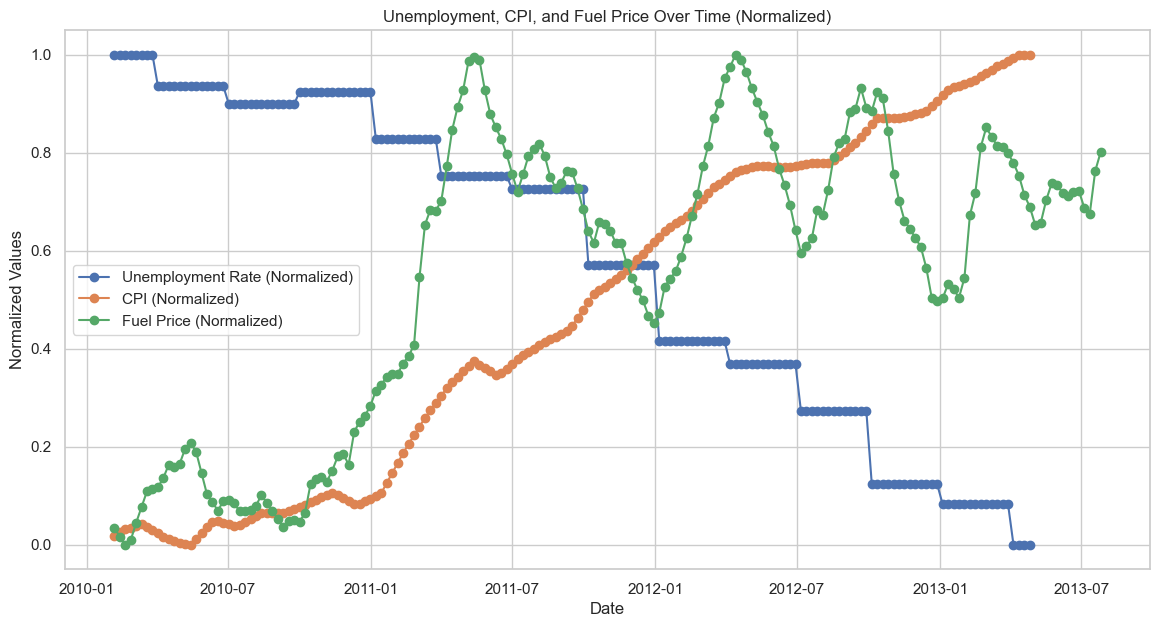 Unemployment, CPI, and Fuel Price Over Time (Normalized)
Normalized Values
1.0
0.8
0.6
0.4
0.2
0.0
Unemployment Rate (Normalized)
CPI (Normalized)
Fuel Price (Normalized)
2010-01 2010-07 2011-01 2011-07 2012-01 2012-07 2013-01 2013-07
Date